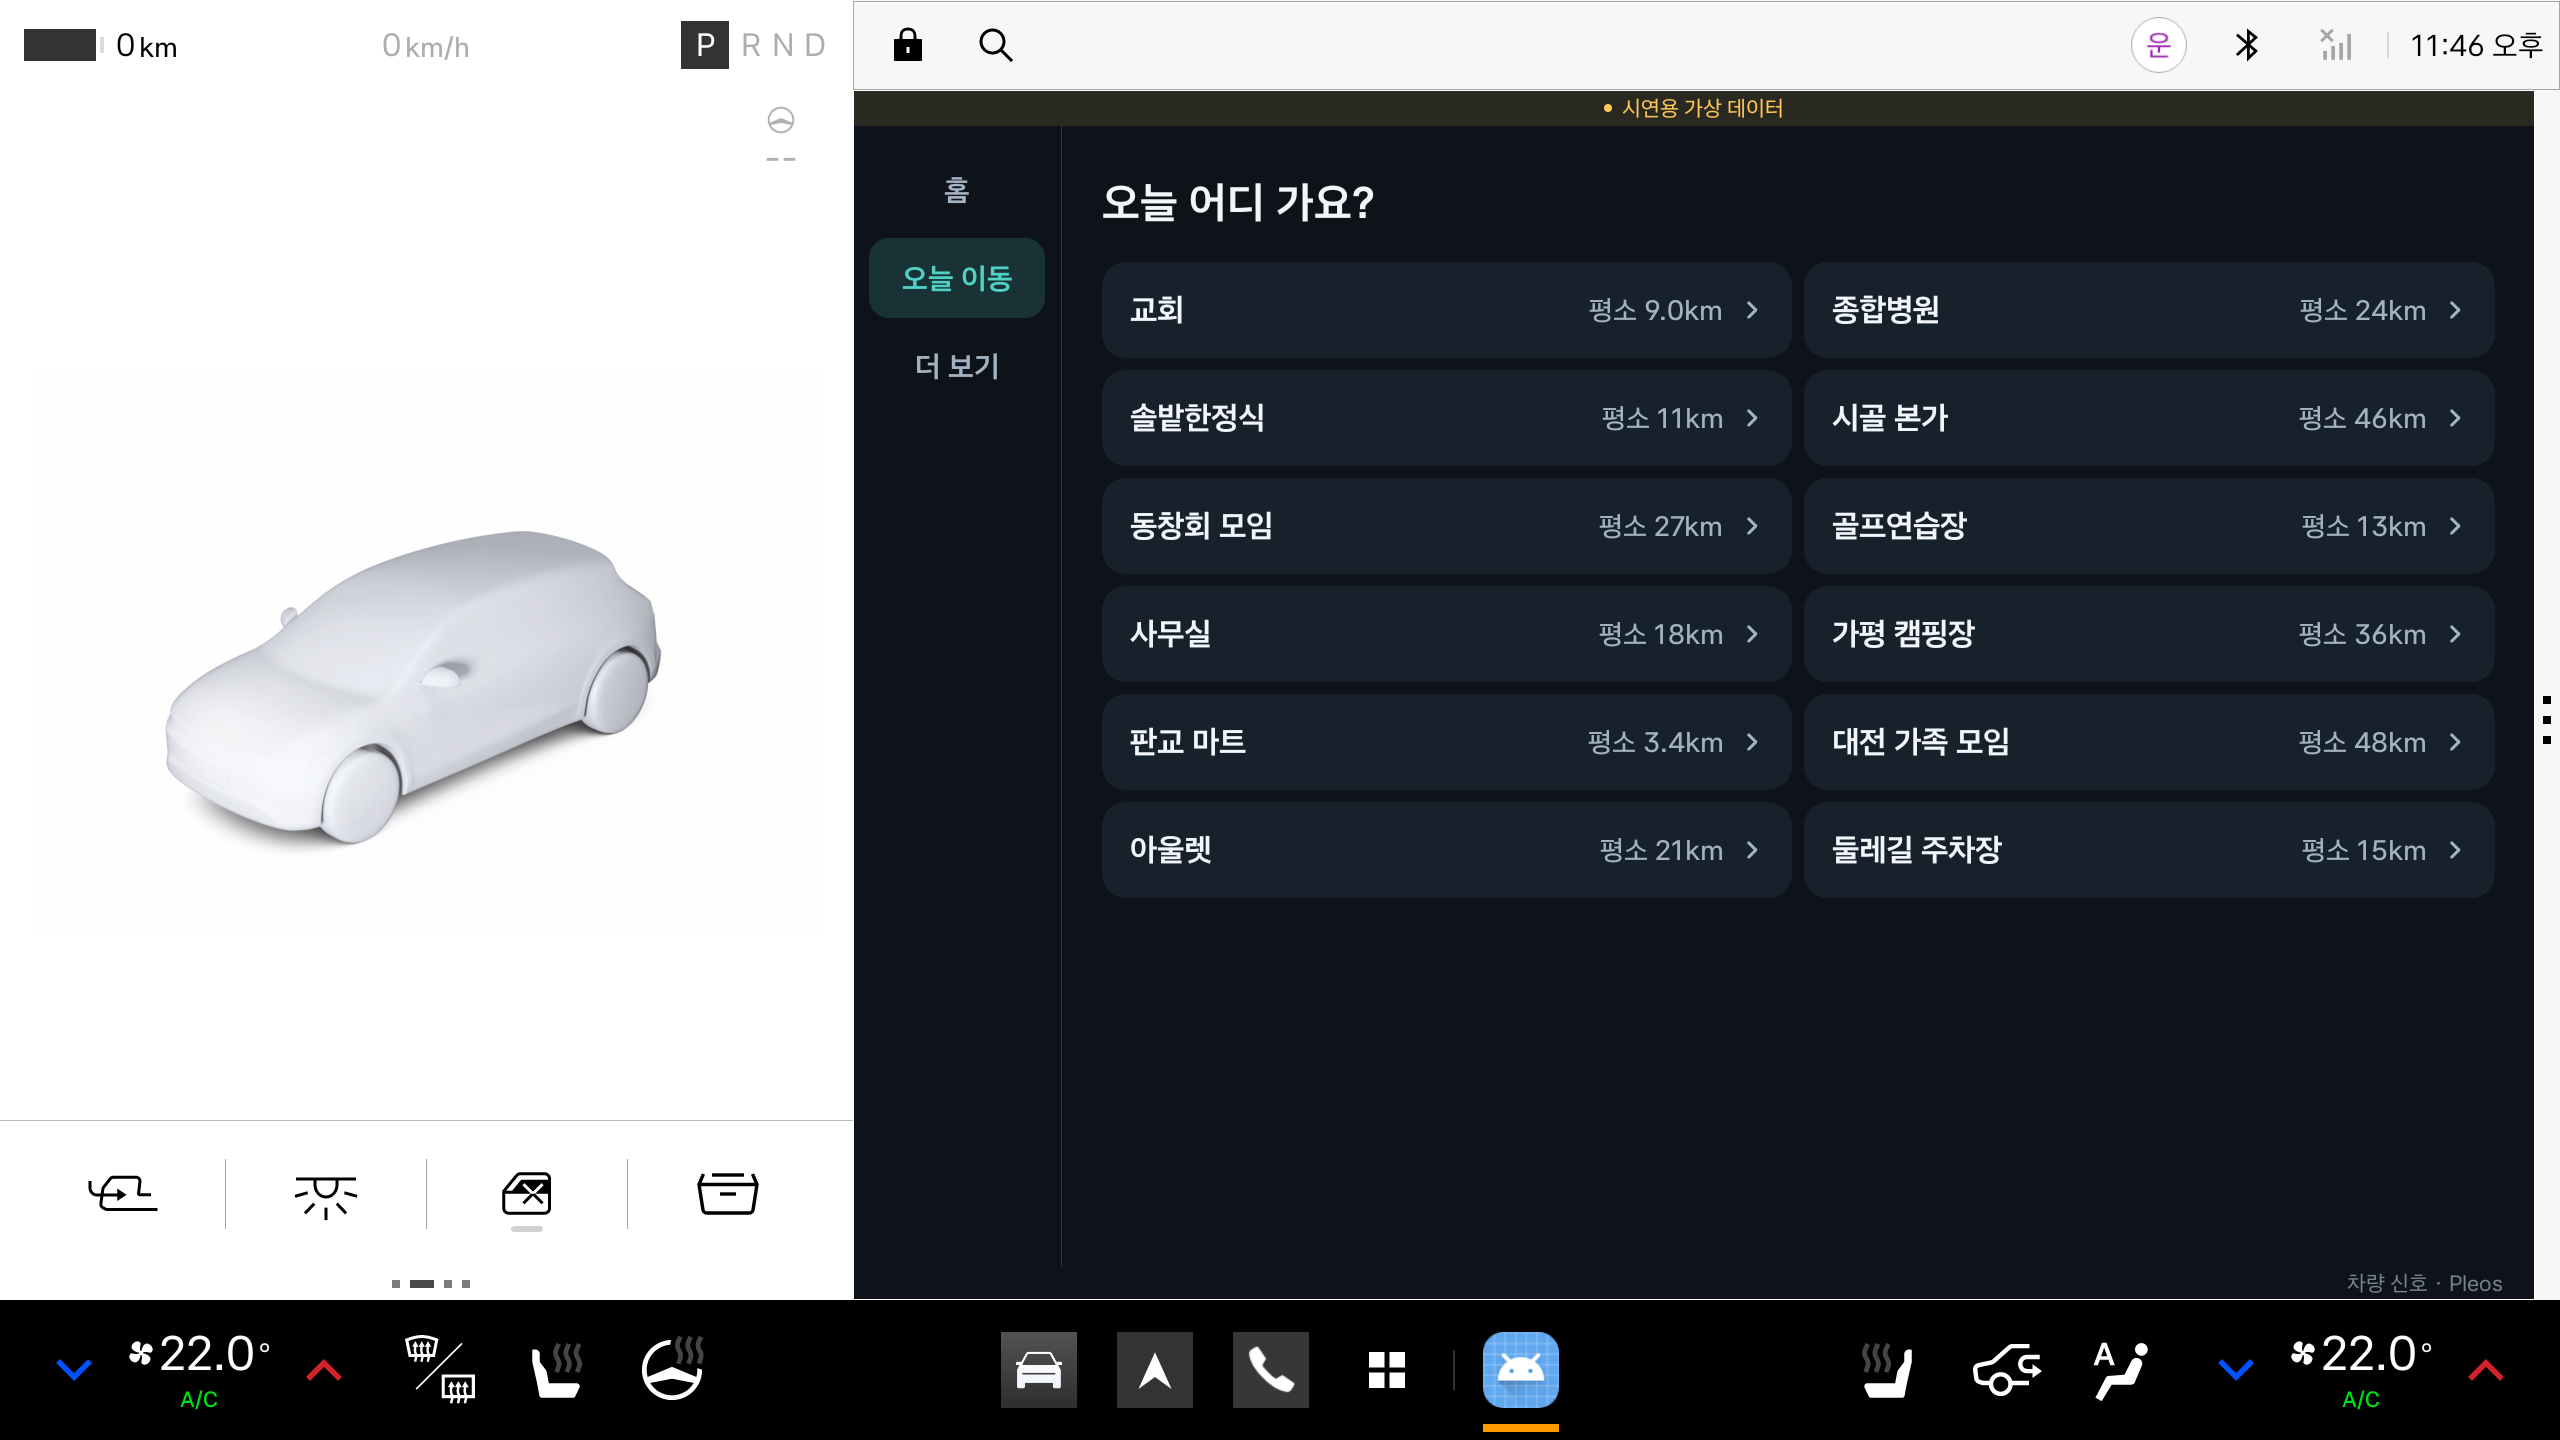 0 km
0 km/h
P R N D
운
11:46 오후
시연용 가상 데이터
홈
오늘 이동
더 보기
오늘 어디 가요?
교회 평소 9.0km
종합병원 평소 24km
솔밭한정식 평소 11km
시골 본가 평소 46km
동창회 모임 평소 27km
골프연습장 평소 13km
사무실 평소 18km
가평 캠핑장 평소 36km
판교 마트 평소 3.4km
대전 가족 모임 평소 48km
아울렛 평소 21km
둘레길 주차장 평소 15km
차량 신호 · Pleos
22.0°
A/C
A
22.0°
A/C